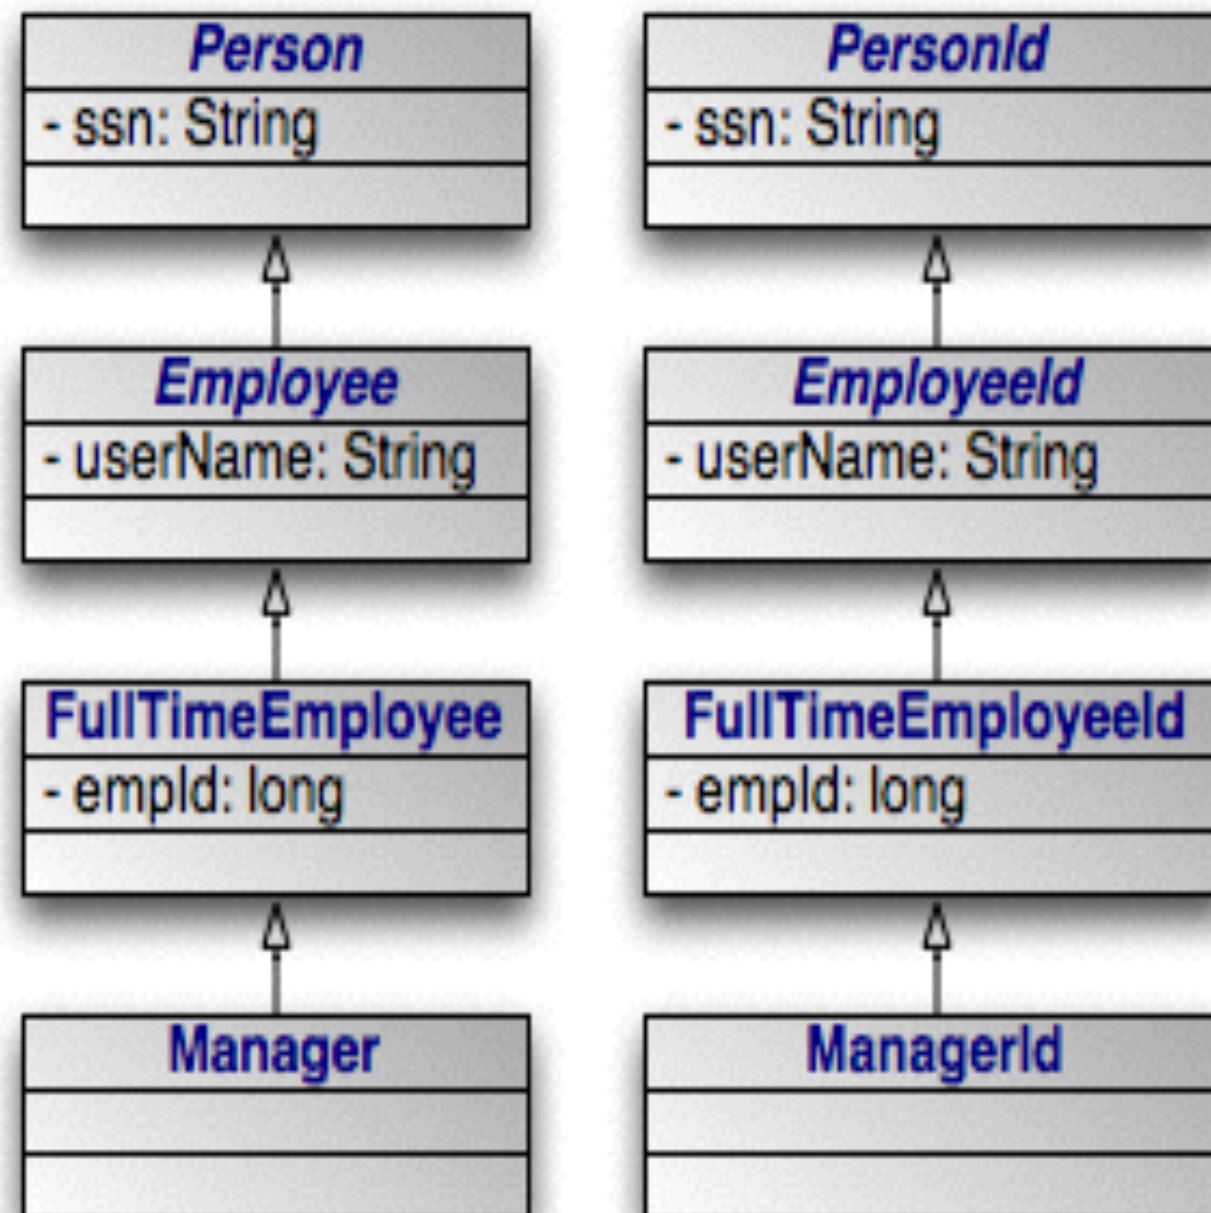 Person
- ssn: String
Employee
- userName: String
FullTimeEmployee
- empId: long
Manager
PersonId
- ssn: String
EmployeeId
- userName: String
FullTimeEmployeeId
- empId: long
ManagerId